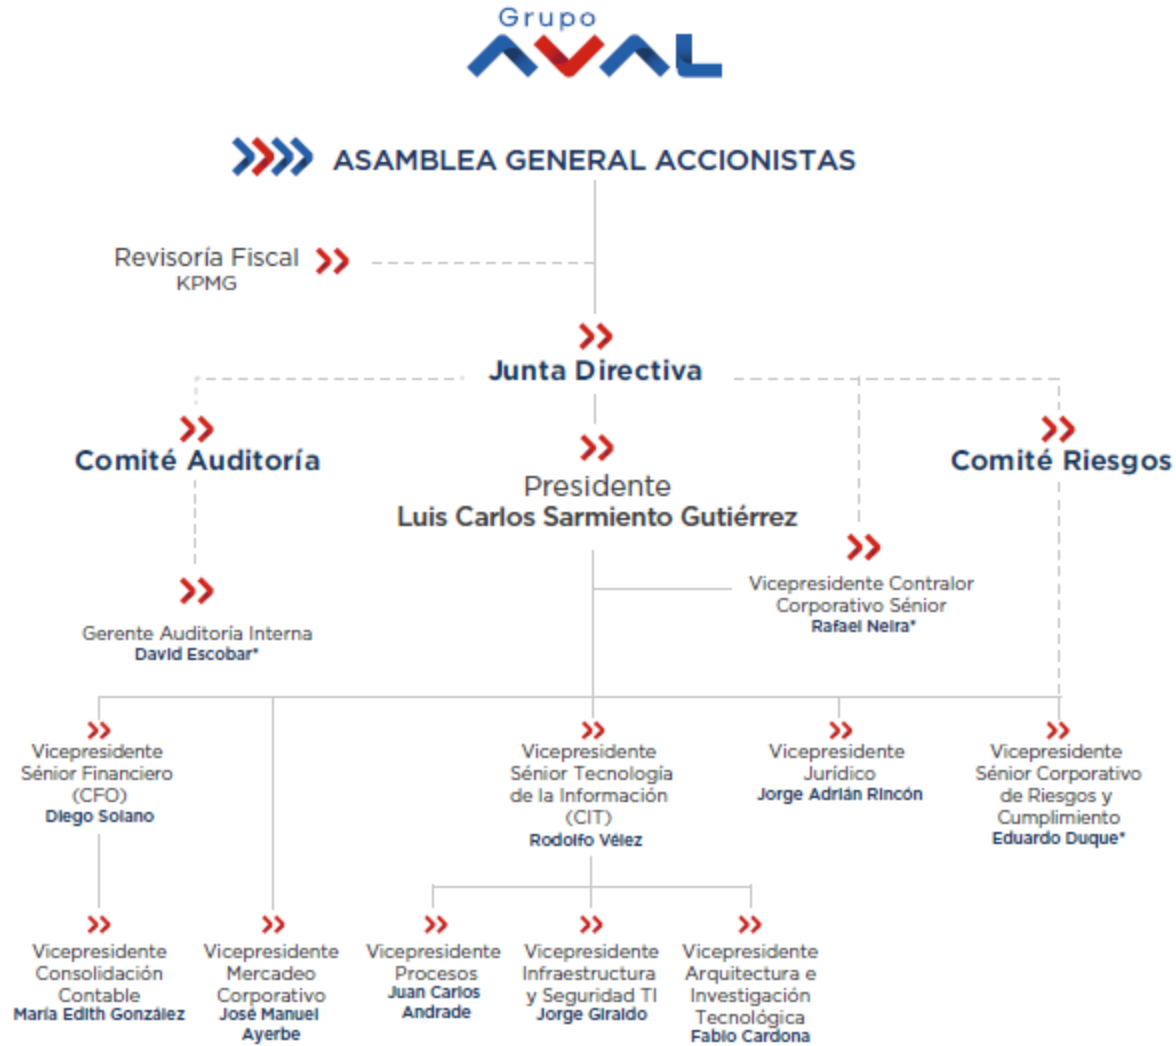 Grupo
AVAL
ASAMBLEA GENERAL ACCIONISTAS
Revisoría Fiscal
KPMG
Junta Directiva
Comité Auditoría
Comité Riesgos
Presidente
Luis Carlos Sarmiento Gutiérrez
Vicepresidente Contralor
Corporativo Sénior
Rafael Neira*
Gerente Auditoría Interna
David Escobar*
Vicepresidente
Sénior Financiero
(CFO)
Diego Solano
Vicepresidente
Sénior Tecnología
de la Información
(CIT)
Rodolfo Vélez
Vicepresidente
Jurídico
Jorge Adrián Rincón
Vicepresidente
Sénior Corporativo
de Riesgos y
Cumplimiento
Eduardo Duque*
Vicepresidente
Consolidación
Contable
María Edith González
Vicepresidente
Mercadeo
Corporativo
José Manuel
Ayerbe
Vicepresidente
Procesos
Juan Carlos
Andrade
Vicepresidente
Infraestructura
y Seguridad TI
Jorge Giraldo
Vicepresidente
Arquitectura e
Investigación
Tecnológica
Fabio Cardona